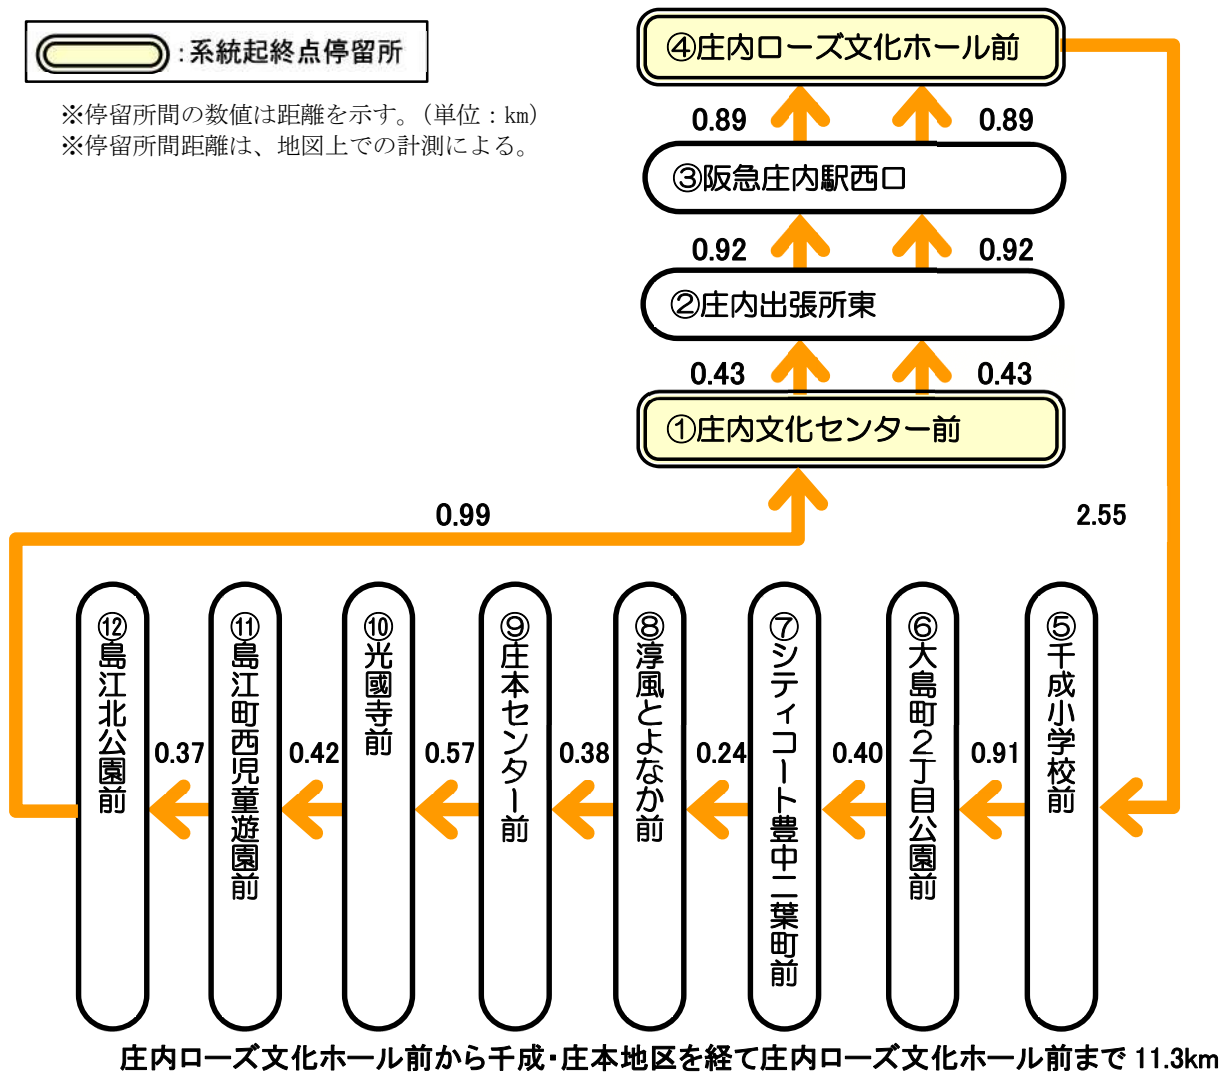 ：系統起終点停留所
※停留所間の数値は距離を示す。（単位：km）
※停留所間距離は、地図上での計測による。
④庄内ローズ文化ホール前
0.89 0.89
③阪急庄内駅西口
0.92 0.92
②庄内出張所東
0.43 0.43
①庄内文化センター前
0.99
2.55
⑫島江北公園前
0.37
⑪島江町西児童遊園前
0.42
⑩光國寺前
0.57
⑨庄本センター前
0.38
⑧淳風とよなか前
0.24
⑦シティコート豊中二葉町前
0.40
⑥大島町２丁目公園前
0.91
⑤千成小学校前
庄内ローズ文化ホール前から千成・庄本地区を経て庄内ローズ文化ホール前まで 11.3km